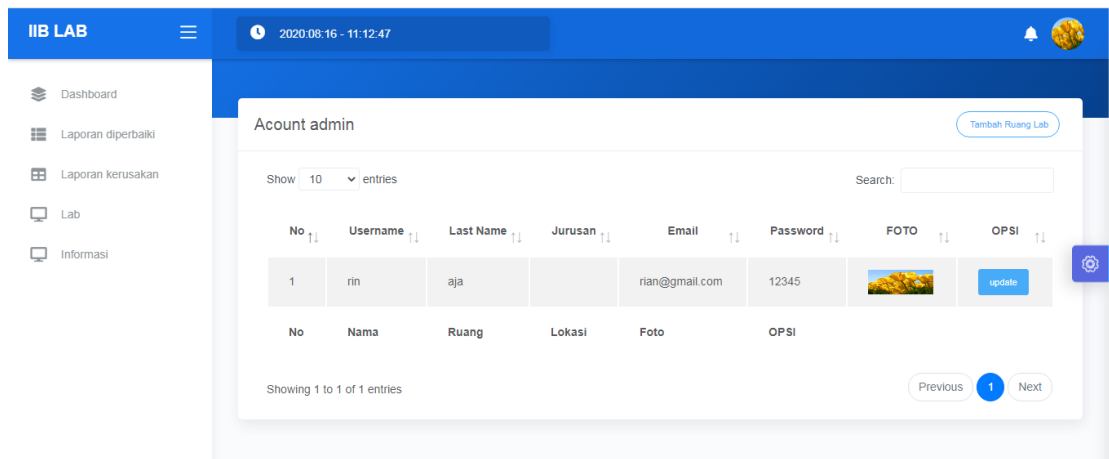 IIB LAB
2020:08:16 - 11:12:47
Dashboard
Laporan diperbaiki
Laporan kerusakan
Lab
Informasi
Acount admin
Tambah Ruang Lab
Show 10 entries
Search:
No Username Last Name Jurusan Email Password FOTO OPSI
1 rin aja rian@gmail.com 12345 update
No Nama Ruang Lokasi Foto OPSI
Showing 1 to 1 of 1 entries
Previous 1 Next